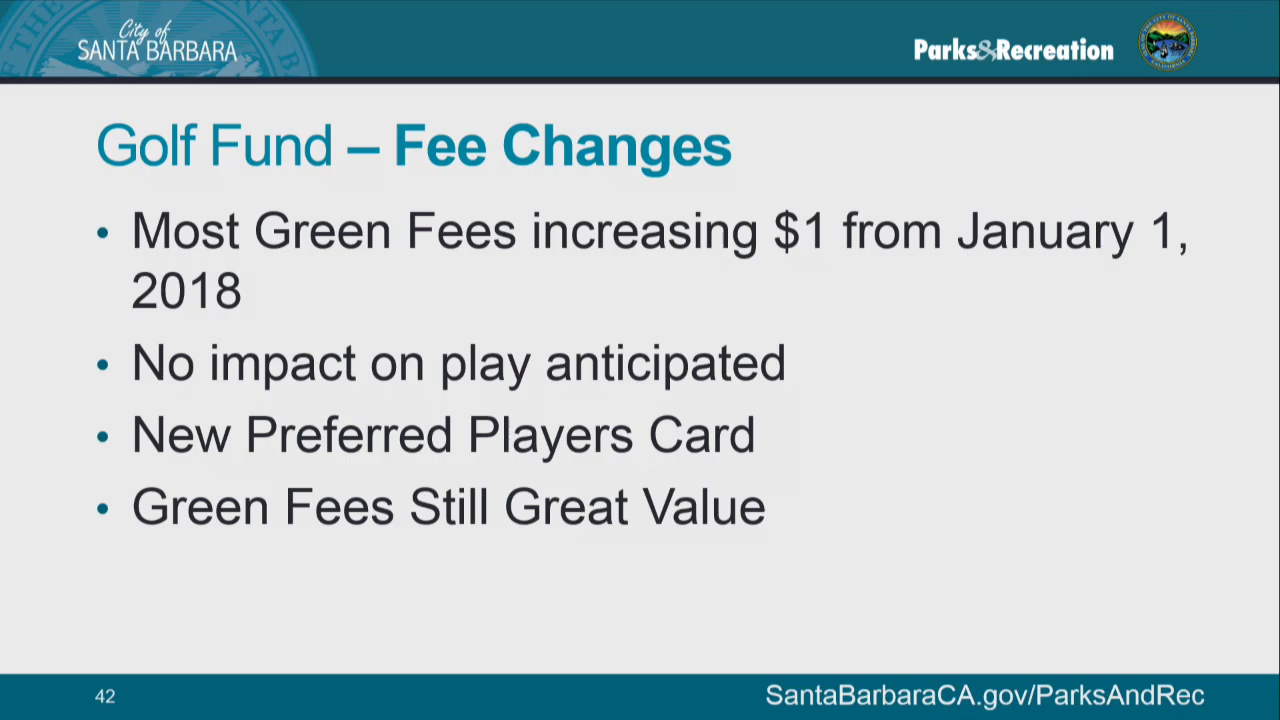 City of
SANTA BARBARA
Parks&Recreation
Golf Fund – Fee Changes
• Most Green Fees increasing $1 from January 1,
2018
• No impact on play anticipated
• New Preferred Players Card
• Green Fees Still Great Value
42
SantaBarbaraCA.gov/ParksAndRec